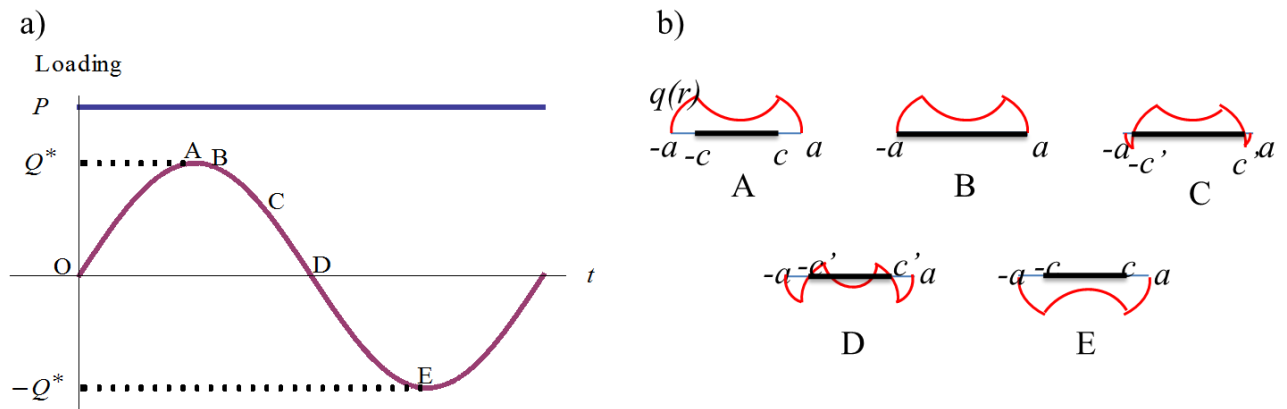 a)
Loading
P
Q*
A B
C
O
D
t
E
−Q*
b)
q(r)
-a -c c a
A
-a a
B
-a -c’ c’ a
C
-a -c’ c’ a
D
-a -c c a
E